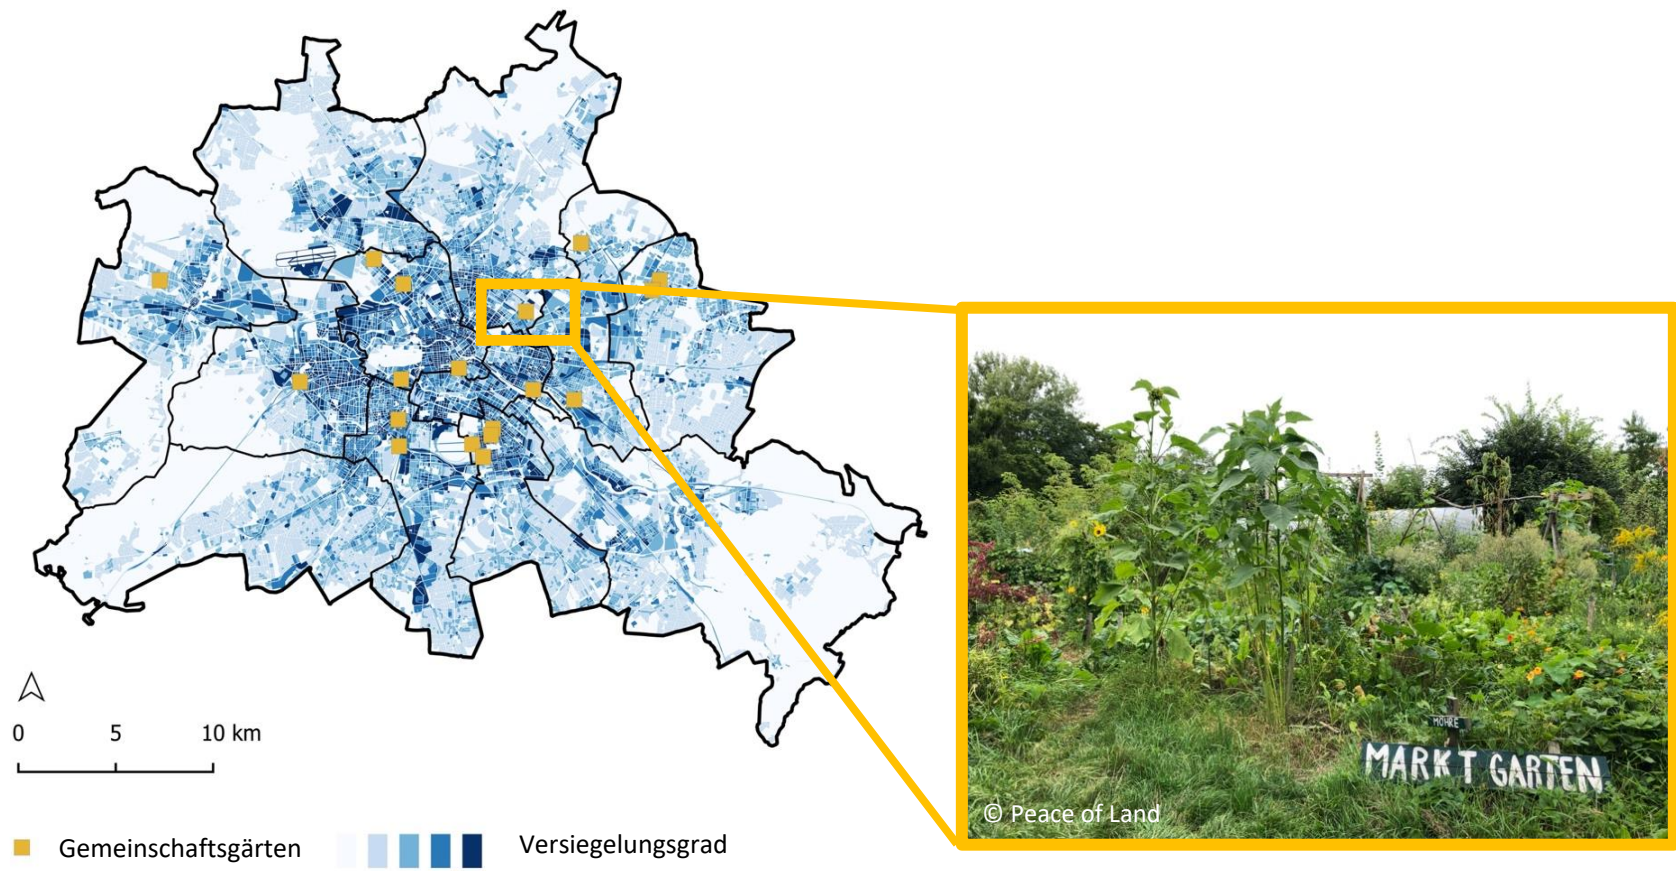 0 5 10 km
Gemeinschaftsgärten
Versiegelungsgrad
MÖHRE
MARKT GARTEN
© Peace of Land